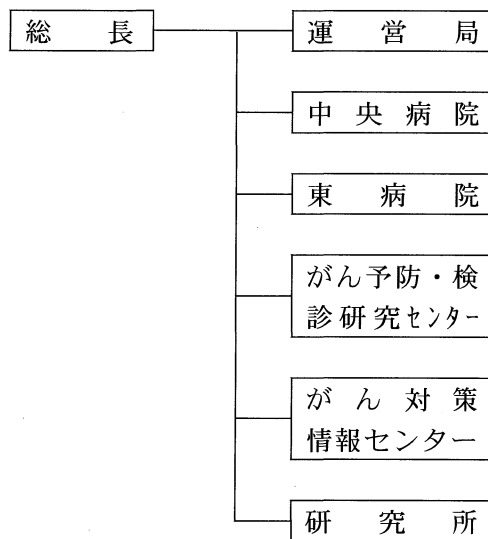 総長
運営局
中央病院
東病院
がん予防・検
診研究センター
がん対策
情報センター
研究所